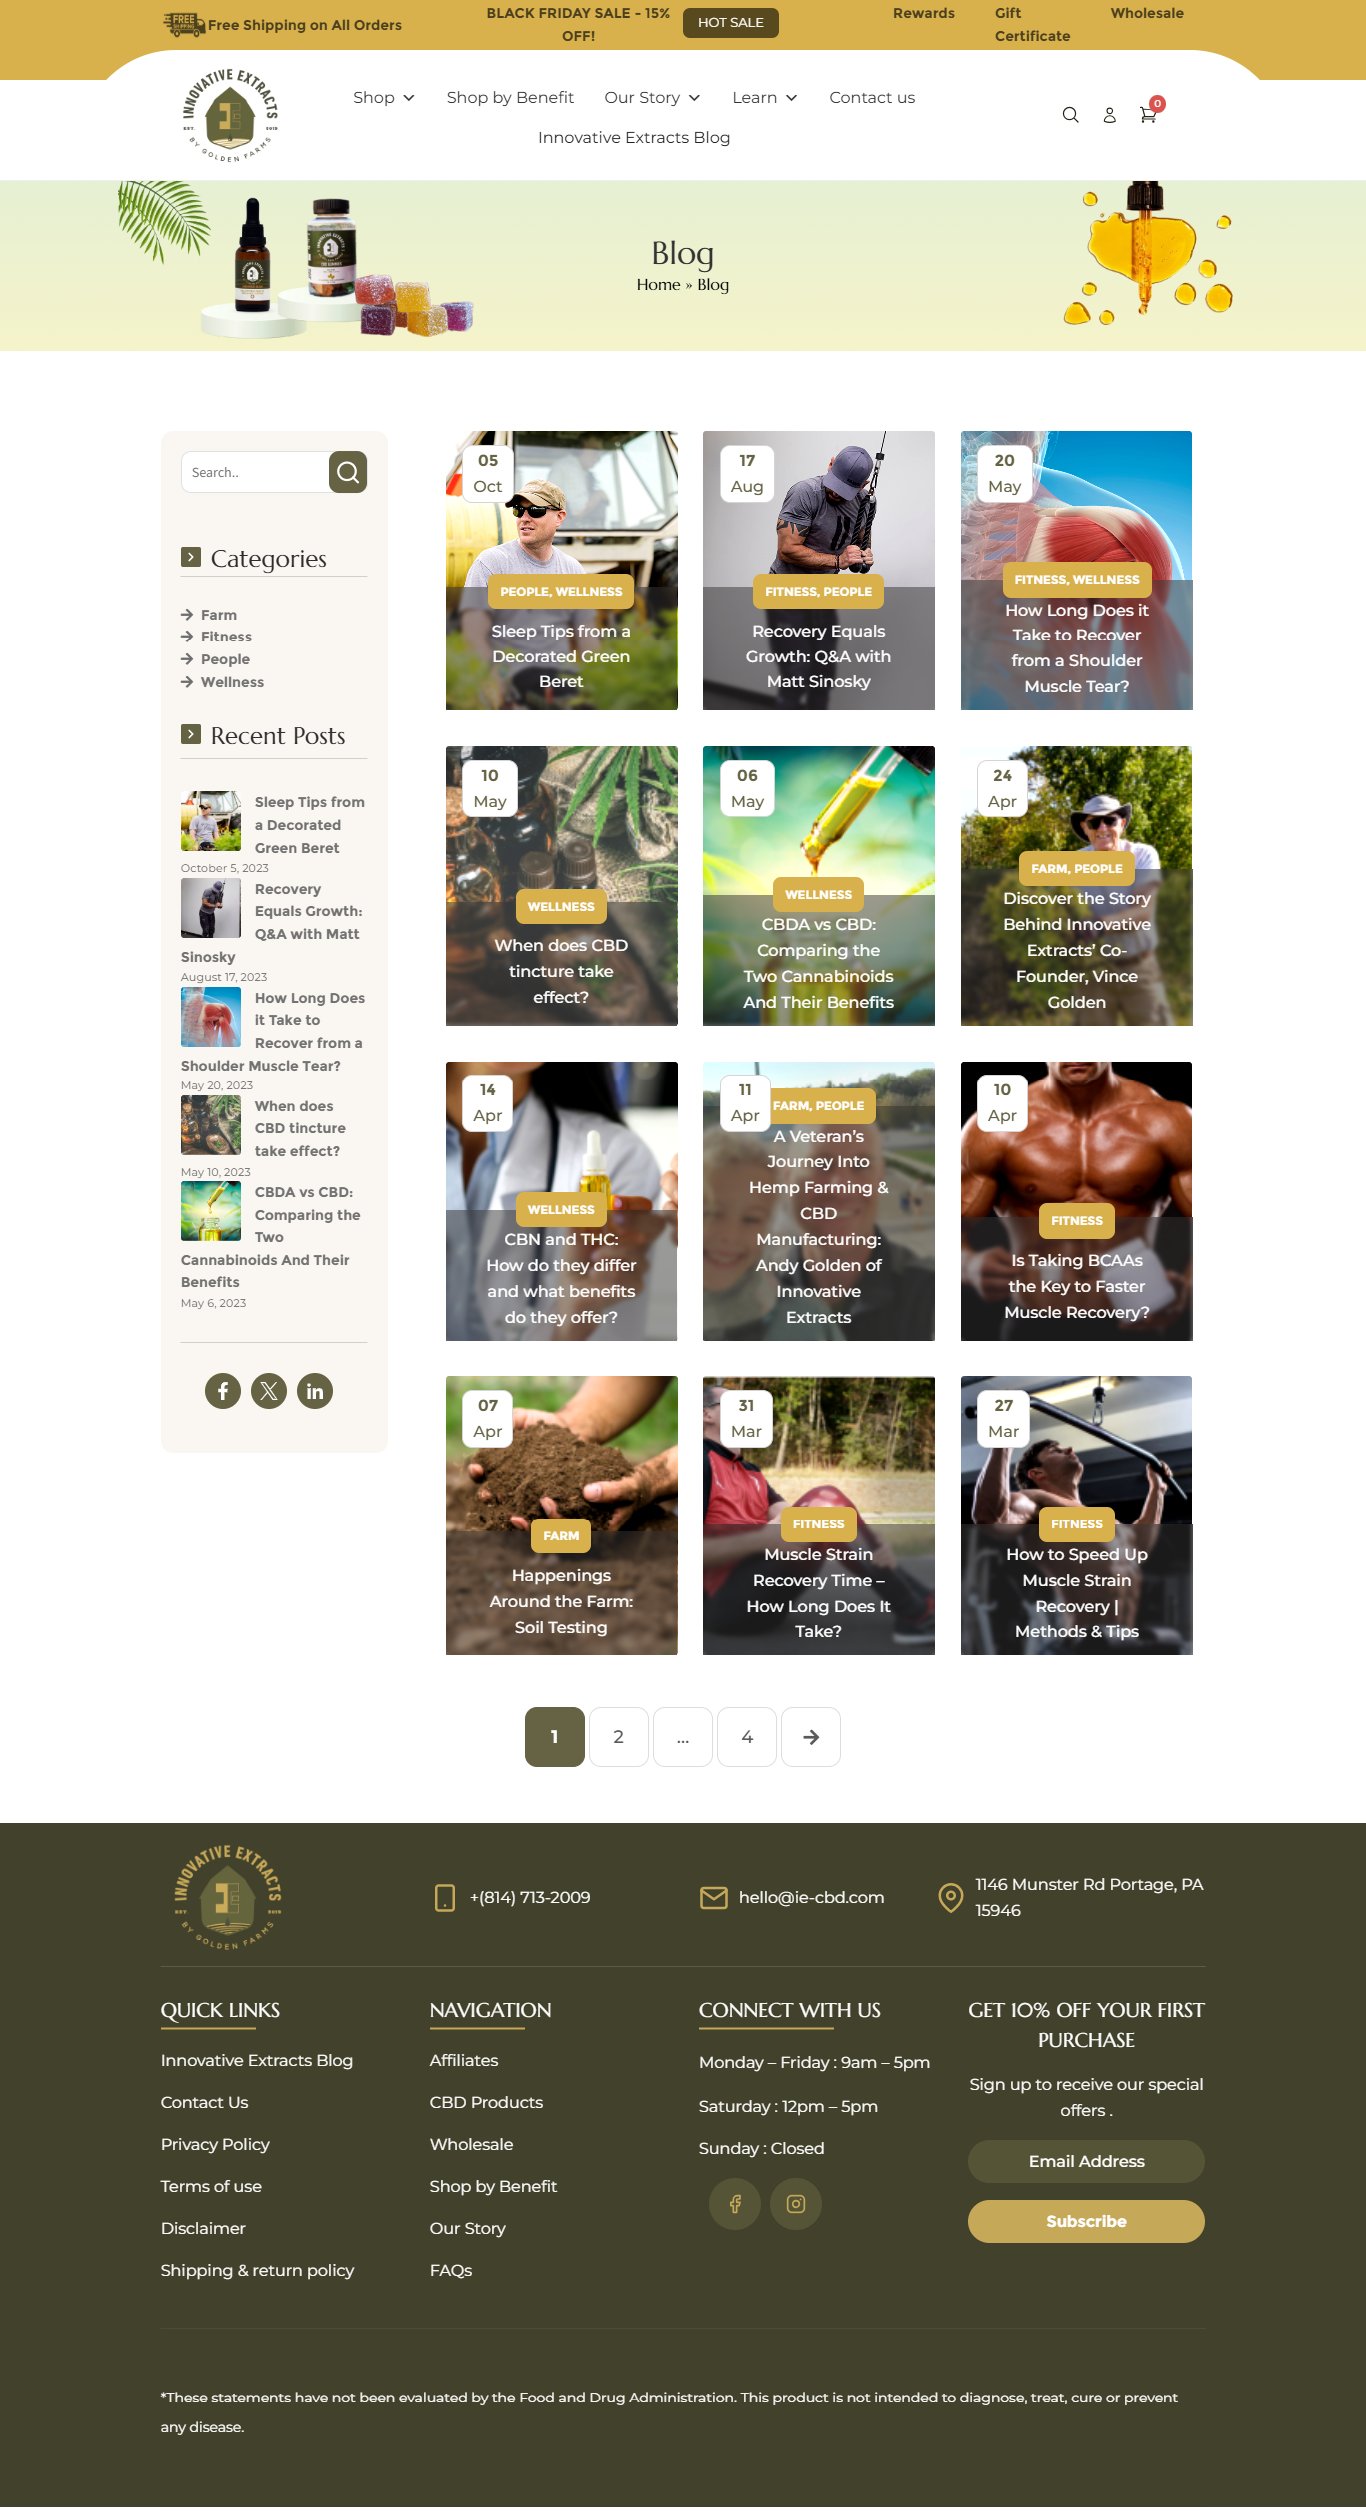 FREE SHIPPING
Free Shipping on All Orders
BLACK FRIDAY SALE - 15%
OFF!
HOT SALE
Rewards
Gift
Certificate
Wholesale
INNOVATIVE EXTRACTS
EST. 2019
BY GOLDEN FARMS
Shop
Shop by Benefit
Our Story
Learn
Contact us
Innovative Extracts Blog
0
Blog
Home » Blog
Search..
Categories
Farm
Fitness
People
Wellness
Recent Posts
Sleep Tips from
a Decorated
Green Beret
October 5, 2023
Recovery
Equals Growth:
Q&A with Matt
Sinosky
August 17, 2023
How Long Does
it Take to
Recover from a
Shoulder Muscle Tear?
May 20, 2023
When does
CBD tincture
take effect?
May 10, 2023
CBDA vs CBD:
Comparing the
Two
Cannabinoids And Their
Benefits
May 6, 2023
05
Oct
PEOPLE, WELLNESS
Sleep Tips from a
Decorated Green
Beret
17
Aug
FITNESS, PEOPLE
Recovery Equals
Growth: Q&A with
Matt Sinosky
20
May
FITNESS, WELLNESS
How Long Does it
Take to Recover
from a Shoulder
Muscle Tear?
10
May
WELLNESS
When does CBD
tincture take
effect?
06
May
WELLNESS
CBDA vs CBD:
Comparing the
Two Cannabinoids
And Their Benefits
24
Apr
FARM, PEOPLE
Discover the Story
Behind Innovative
Extracts’ Co-
Founder, Vince
Golden
14
Apr
WELLNESS
CBN and THC:
How do they differ
and what benefits
do they offer?
11
Apr
FARM, PEOPLE
A Veteran’s
Journey Into
Hemp Farming &
CBD
Manufacturing:
Andy Golden of
Innovative
Extracts
10
Apr
FITNESS
Is Taking BCAAs
the Key to Faster
Muscle Recovery?
07
Apr
FARM
Happenings
Around the Farm:
Soil Testing
31
Mar
FITNESS
Muscle Strain
Recovery Time –
How Long Does It
Take?
27
Mar
FITNESS
How to Speed Up
Muscle Strain
Recovery |
Methods & Tips
1
2
...
4
INNOVATIVE EXTRACTS
EST. 2019
BY GOLDEN FARMS
+(814) 713-2009
hello@ie-cbd.com
1146 Munster Rd Portage, PA
15946
QUICK LINKS
Innovative Extracts Blog
Contact Us
Privacy Policy
Terms of use
Disclaimer
Shipping & return policy
NAVIGATION
Affiliates
CBD Products
Wholesale
Shop by Benefit
Our Story
FAQs
CONNECT WITH US
Monday – Friday : 9am – 5pm
Saturday : 12pm – 5pm
Sunday : Closed
GET 10% OFF YOUR FIRST
PURCHASE
Sign up to receive our special
offers .
Email Address
Subscribe
*These statements have not been evaluated by the Food and Drug Administration. This product is not intended to diagnose, treat, cure or prevent
any disease.